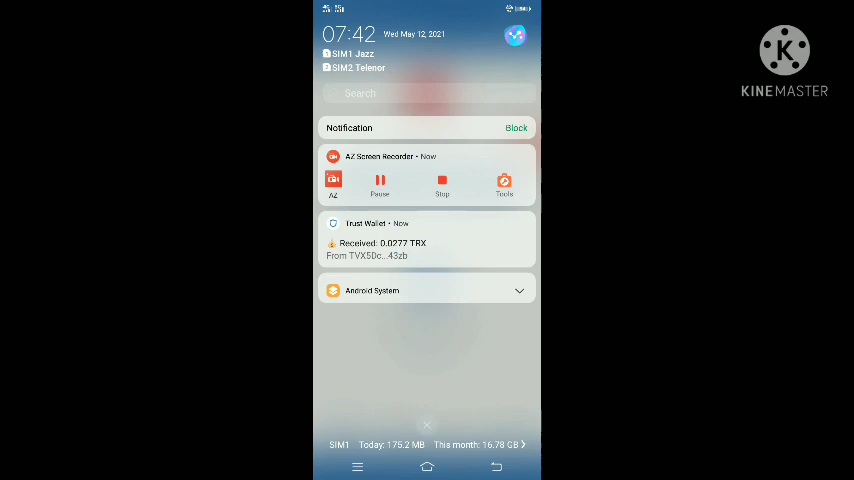 07:42 Wed May 12, 2021
SIM1 Jazz
SIM2 Telenor
Search
K
KINEMASTER
Notification Block
AZ Screen Recorder • Now
AZ Pause Stop Tools
Trust Wallet • Now
Received: 0.0277 TRX
From TVX5Dc...43zb
Android System
SIM1 Today: 175.2 MB This month: 16.78 GB